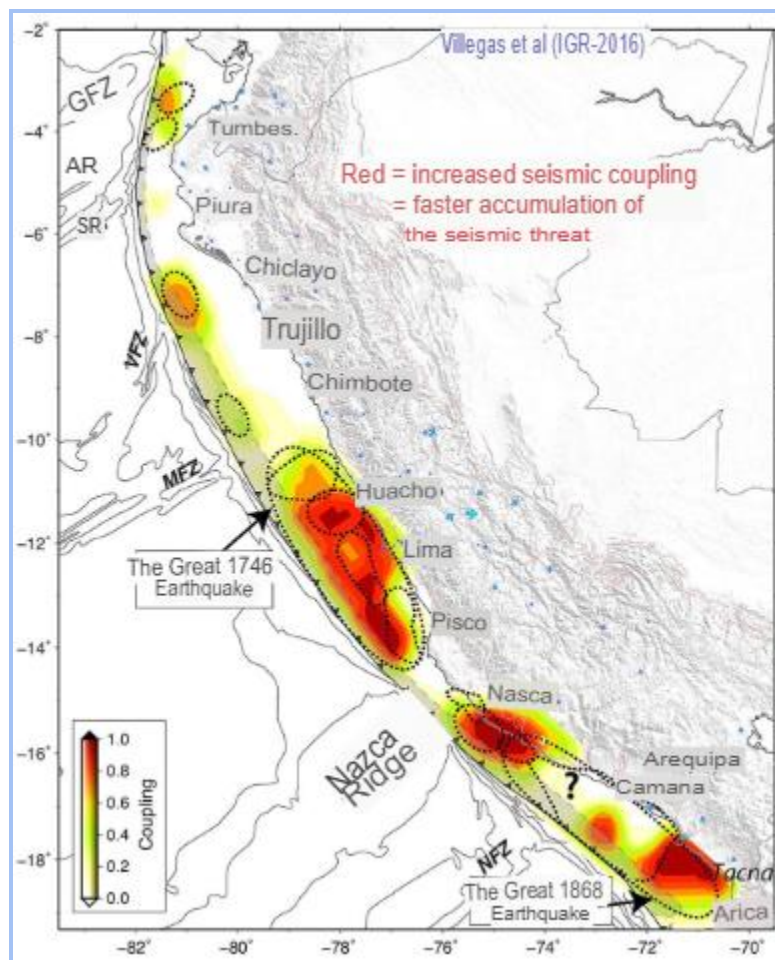 Villegas et al (IGR-2016)
Red = increased seismic coupling
= faster accumulation of
the seismic threat
−2°
−4°
−6°
−8°
−10°
−12°
−14°
−16°
−18°
GFZ
AR
SR
VFZ
MFZ
Tumbes.
Piura
Chiclayo
Trujillo
Chimbote
Huacho
Lima
Pisco
The Great 1746
Earthquake
Nasca
Nazca
Ridge
Arequipa
Camana
?
NFZ
Tacna
Arica
The Great 1868
Earthquake
1.0
0.8
0.6
0.4
0.2
0.0
Coupling
−82°
−80°
−78°
−76°
−74°
−72°
−70°